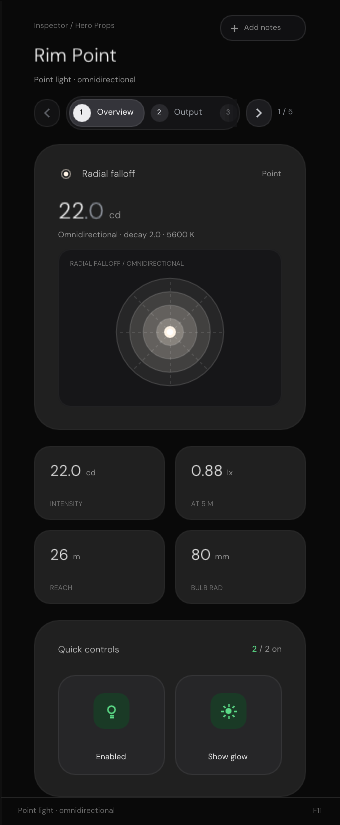 Inspector / Hero Props
Add notes
Rim Point
Point light · omnidirectional
1 Overview 2 Output 3
1 / 5
Radial falloff
Point
22.0 cd
Omnidirectional · decay 2.0 · 5600 K
RADIAL FALLOFF / OMNIDIRECTIONAL
22.0 cd
INTENSITY
0.88 lx
AT 5 M
26 m
REACH
80 mm
BULB RAD
Quick controls
2 / 2 on
Enabled
Show glow
Point light · omnidirectional